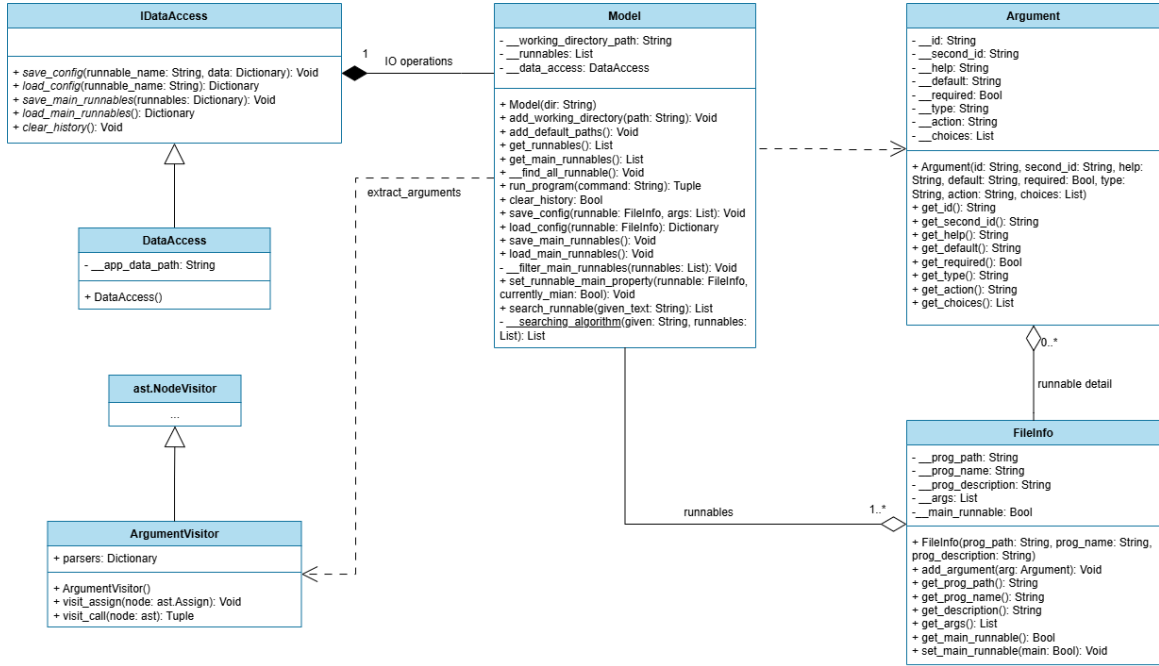 IDataAccess
+ save_config(runnable_name: String, data: Dictionary): Void
+ load_config(runnable_name: String): Dictionary
+ save_main_runnables(runnables: Dictionary): Void
+ load_main_runnables(): Dictionary
+ clear_history(): Void
1
IO operations
Model
- __working_directory_path: String
- __runnables: List
- __data_access: DataAccess
+ Model(dir: String)
+ add_working_directory(path: String): Void
+ add_default_paths(): Void
+ get_runnables(): List
+ get_main_runnables(): List
+ __find_all_runnable(): Void
+ run_program(command: String): Tuple
+ clear_history: Bool
+ save_config(runnable: FileInfo, args: List): Void
+ load_config(runnable: FileInfo): Dictionary
+ save_main_runnables(): Void
+ load_main_runnables(): Void
- __filter_main_runnables(runnables: List): Void
+ set_runnable_main_property(runnable: FileInfo,
currently_mian: Bool): Void
+ search_runnable(given_text: String): List
- __searching_algorithm(given: String, runnables:
List): List
Argument
- __id: String
- __second_id: String
- __help: String
- __default: String
- __required: Bool
- __type: String
- __action: String
- __choices: List
+ Argument(id: String, second_id: String, help:
String, default: String, required: Bool, type:
String, action: String, choices: List)
+ get_id(): String
+ get_second_id(): String
+ get_help(): String
+ get_default(): String
+ get_required(): Bool
+ get_type(): String
+ get_action(): String
+ get_choices(): List
extract_arguments
DataAccess
- __app_data_path: String
+ DataAccess()
ast.NodeVisitor
...
0..*
runnable detail
ArgumentVisitor
+ parsers: Dictionary
+ ArgumentVisitor()
+ visit_assign(node: ast.Assign): Void
+ visit_call(node: ast): Tuple
runnables
1..*
FileInfo
- __prog_path: String
- __prog_name: String
- __prog_description: String
- __args: List
-__main_runnable: Bool
+ FileInfo(prog_path: String, prog_name: String,
prog_description: String)
+ add_argument(arg: Argument): Void
+ get_prog_path(): String
+ get_prog_name(): String
+ get_description(): String
+ get_args(): List
+ get_main_runnable(): Bool
+ set_main_runnable(main: Bool): Void